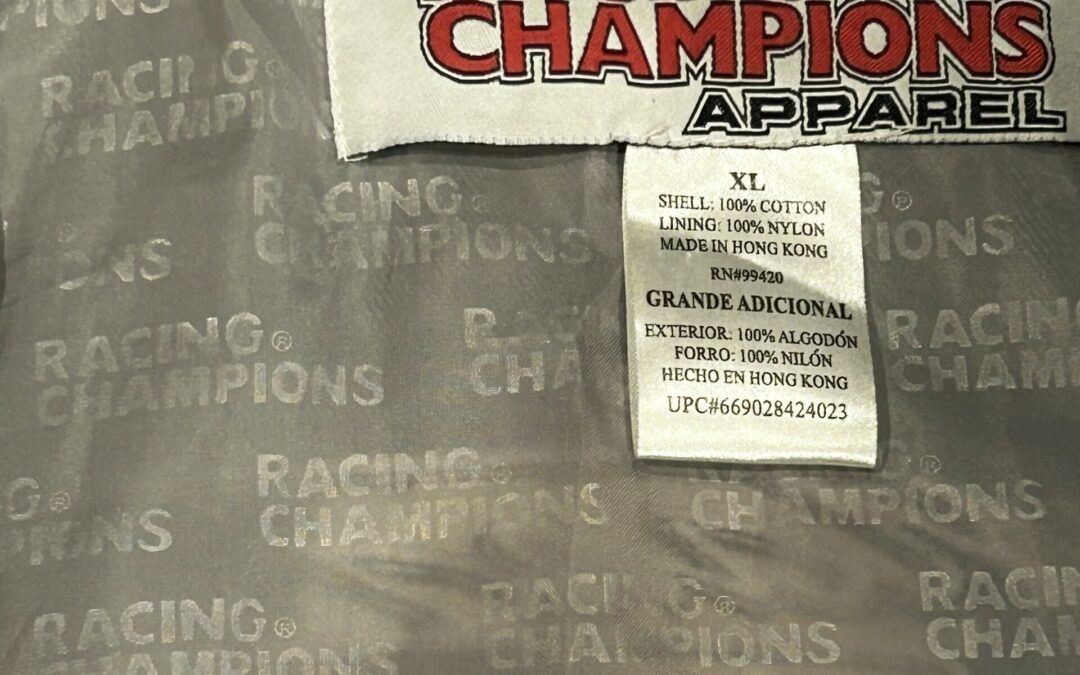 CHAMPIONS
APPAREL
XL
SHELL: 100% COTTON
LINING: 100% NYLON
MADE IN HONG KONG
RN#99420
GRANDE ADICIONAL
EXTERIOR: 100% ALGODÓN
FORRO: 100% NILÓN
HECHO EN HONG KONG
UPC#669028424023
RACING®
CHAMPIONS
RACING®
CHAMPIONS
RACING®
CHAMPIONS
RACING
RACING®
CHAMPIONS
CHAMPIONS
RACING®
CHAMPIONS